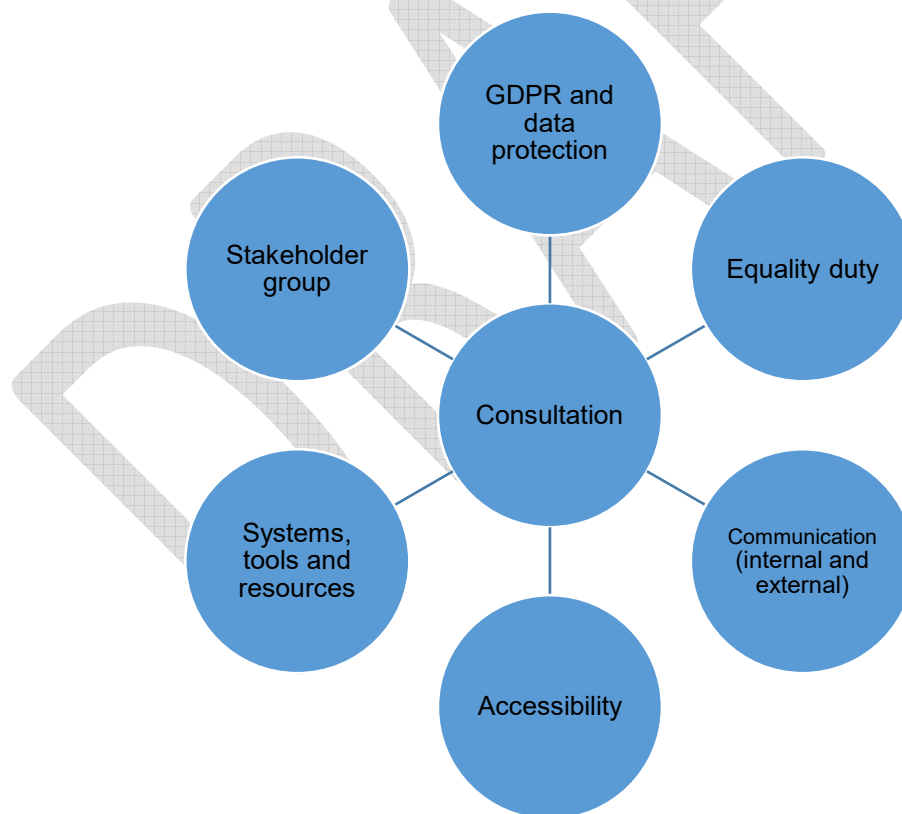 GDPR and
data
protection
Stakeholder
group
Equality duty
Consultation
Systems,
tools and
resources
Communication
(internal and
external)
Accessibility